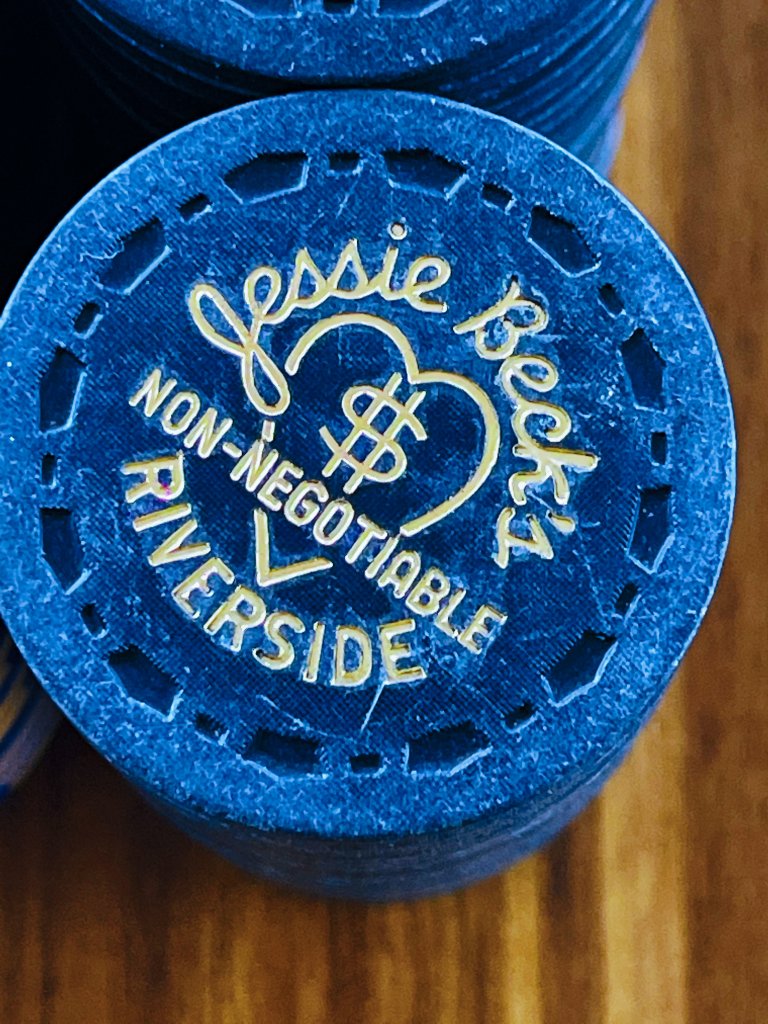 Jessie Beck's
$
NON-NEGOTIABLE
RIVERSIDE